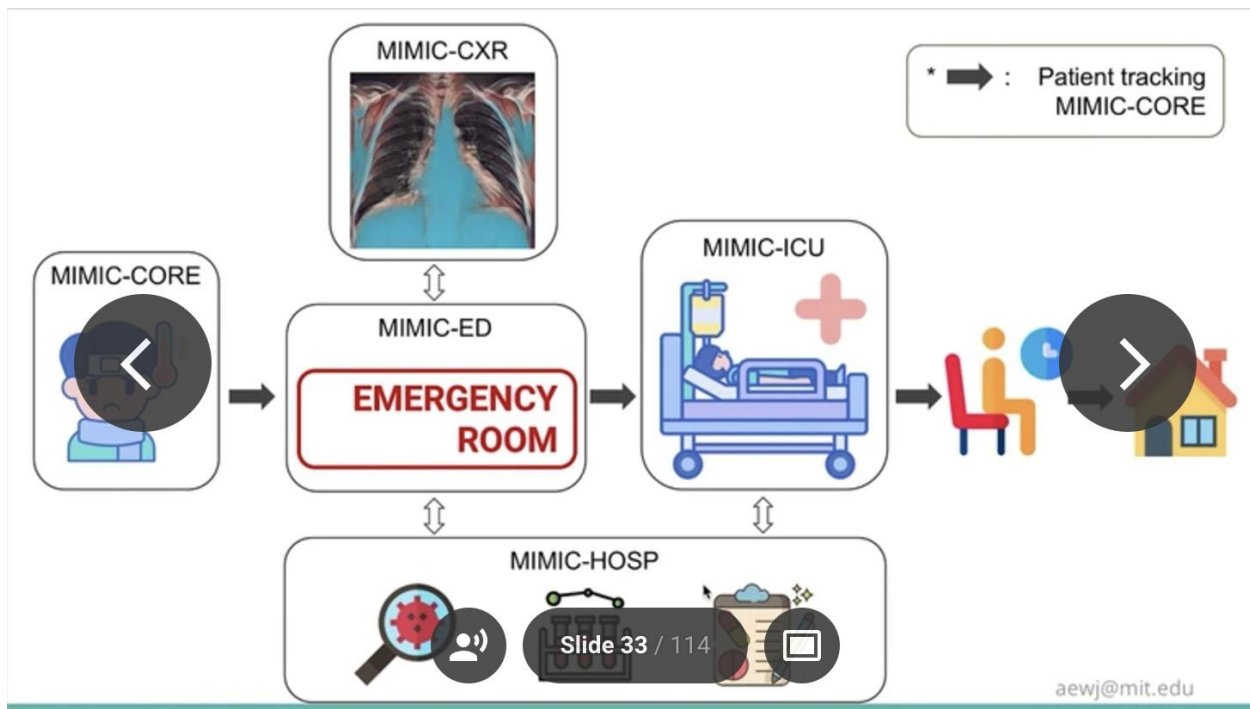 MIMIC-CXR
* : Patient tracking
MIMIC-CORE
MIMIC-CORE
MIMIC-ED
EMERGENCY
ROOM
MIMIC-ICU
MIMIC-HOSP
Slide 33 / 114
aewj@mit.edu